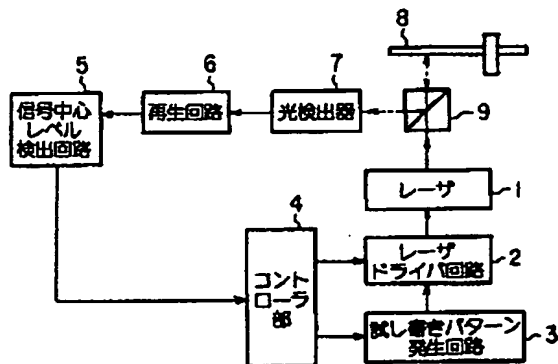 8
5
6
7
信号中心
レベル
検出回路
再生回路
光検出器
9
レーザ
1
4
コント
ローラ
部
レーザ
ドライバ回路
2
試し書きパターン
発生回路
3